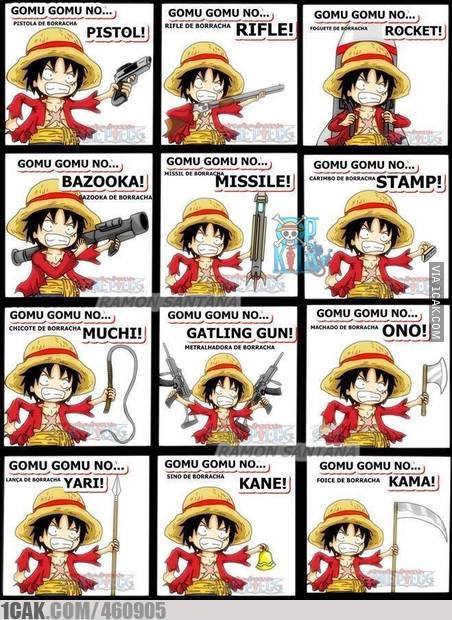 GOMU GOMU NO...
PISTOLA DE BORRACHA
PISTOL!
GOMU GOMU NO...
RIFLE DE BORRACHA
RIFLE!
GOMU GOMU NO...
FOGUETE DE BORRACHA
ROCKET!
GOMU GOMU NO...
BAZOOKA!
BAZOOKA DE BORRACHA
GOMU GOMU NO...
MISSIL DE BORRACHA
MISSILE!
GOMU GOMU NO...
CARIMBO DE BORRACHA
STAMP!
VIA 1CAK.COM
RAMON SANTANA
GOMU GOMU NO...
CHICOTE DE BORRACHA
MUCHI!
GOMU GOMU NO...
GATLING GUN!
METRALHADORA DE BORRACHA
GOMU GOMU NO...
MACHADO DE BORRACHA
ONO!
RAMON SANTANA
GOMU GOMU NO...
LANÇA DE BORRACHA
YARI!
GOMU GOMU NO...
SINO DE BORRACHA
KANE!
GOMU GOMU NO...
FOICE DE BORRACHA
KAMA!
1CAK.COM/460905